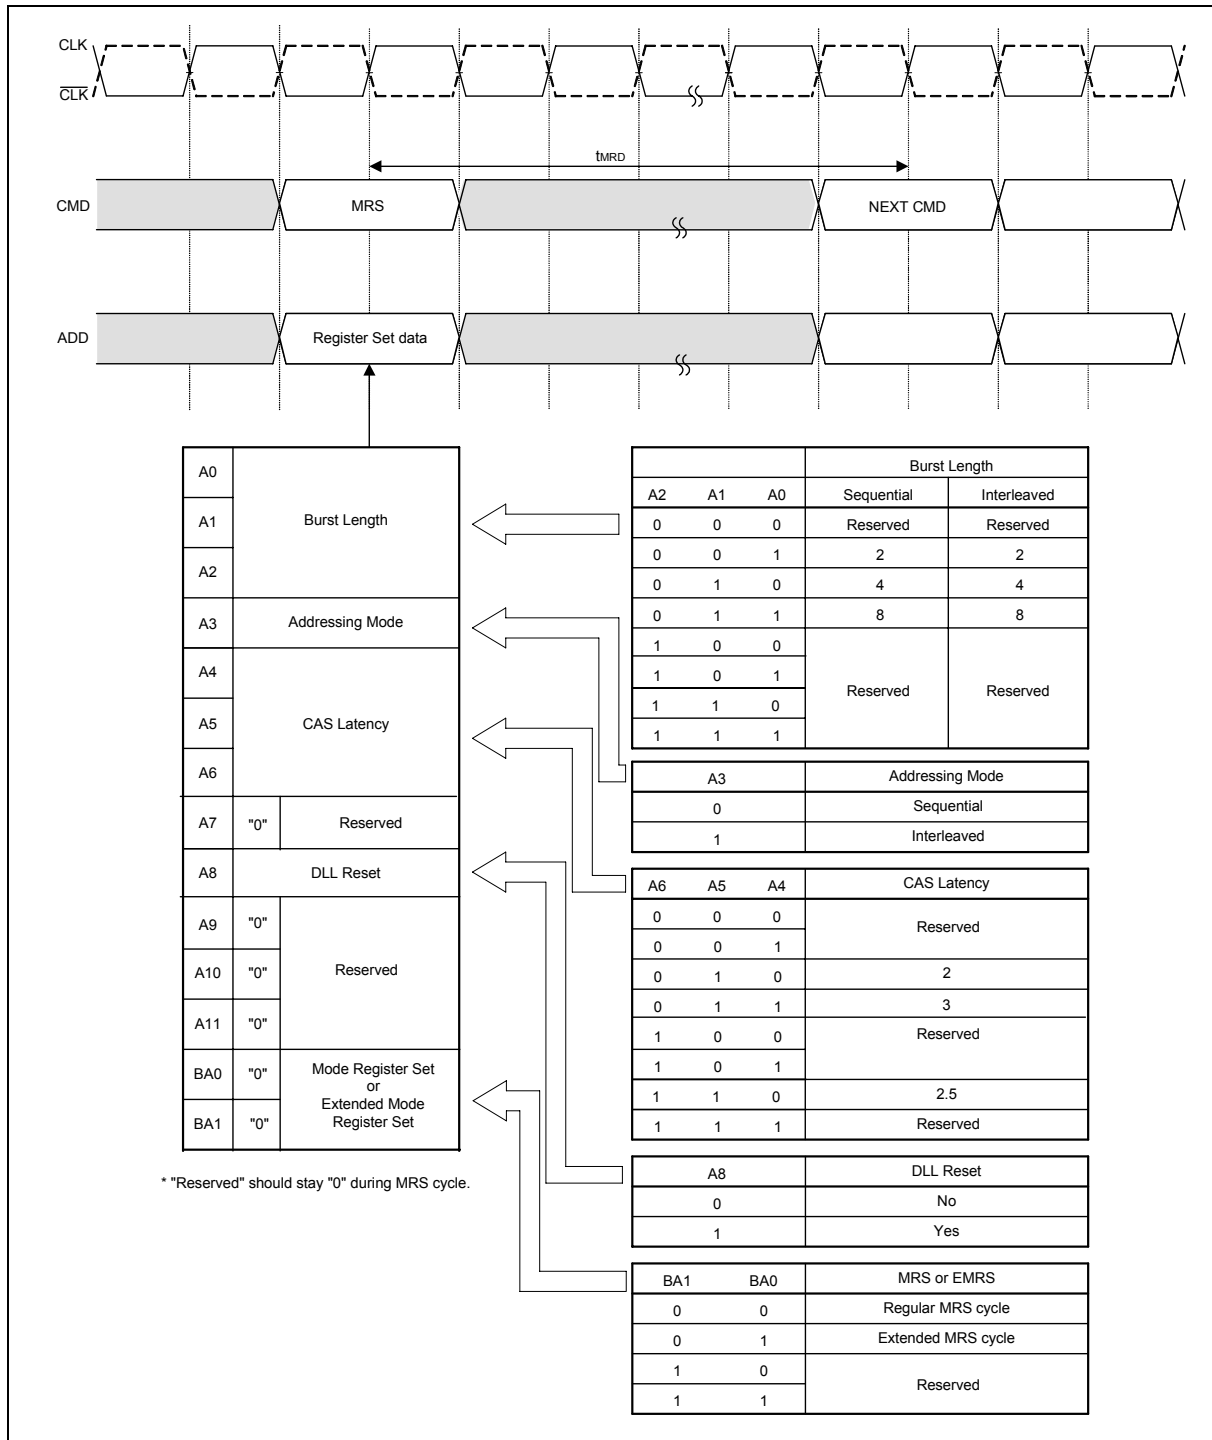 CLK
CLK
tMRD
CMD
MRS
NEXT CMD
ADD
Register Set data
A0
A1
A2
Burst Length
A3
Addressing Mode
A4
A5
A6
CAS Latency
A7 "0" Reserved
A8 DLL Reset
A9 "0"
A10 "0"
A11 "0"
Reserved
BA0 "0"
BA1 "0"
Mode Register Set
or
Extended Mode
Register Set
* "Reserved" should stay "0" during MRS cycle.
Burst Length
A2 A1 A0 Sequential Interleaved
0 0 0 Reserved Reserved
0 0 1 2 2
0 1 0 4 4
0 1 1 8 8
1 0 0
1 0 1
Reserved Reserved
1 1 0
1 1 1
A3 Addressing Mode
0 Sequential
1 Interleaved
A6 A5 A4 CAS Latency
0 0 0
Reserved
0 0 1
0 1 0 2
0 1 1 3
1 0 0 Reserved
1 0 1
1 1 0 2.5
1 1 1 Reserved
A8 DLL Reset
0 No
1 Yes
BA1 BA0 MRS or EMRS
0 0 Regular MRS cycle
0 1 Extended MRS cycle
1 0
Reserved
1 1